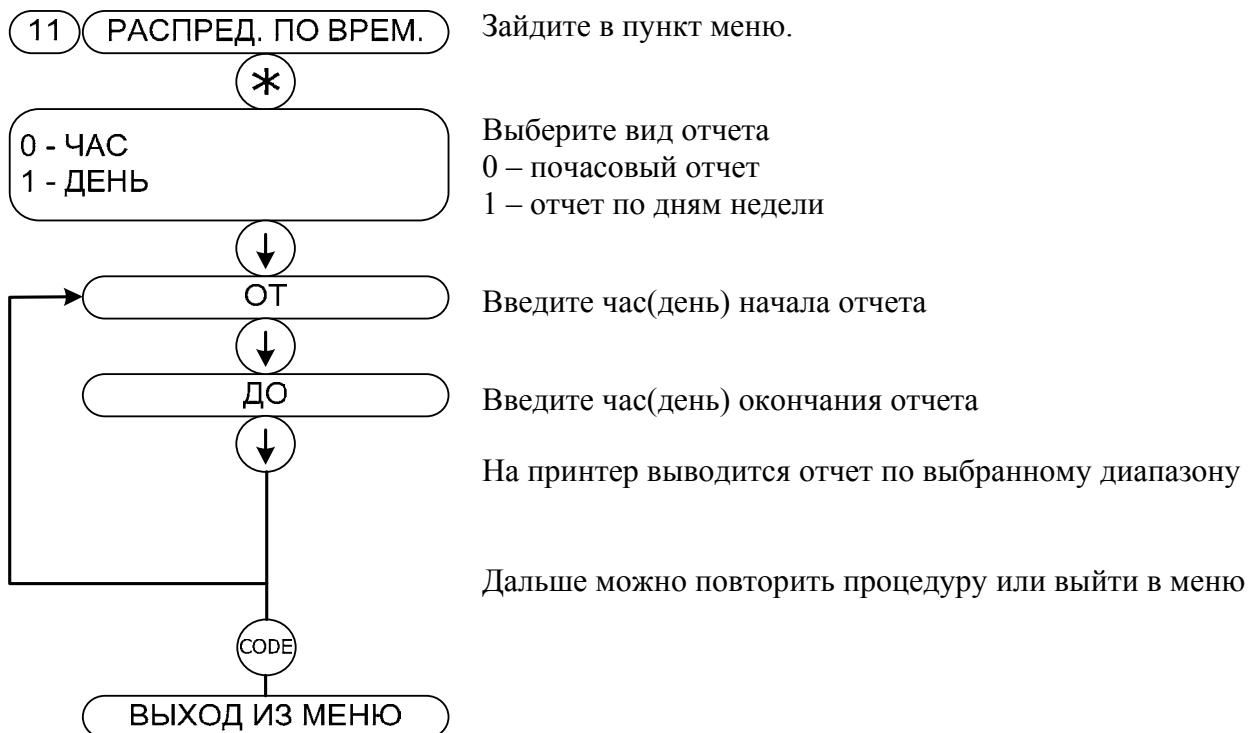 11 РАСПРЕД. ПО ВРЕМ. Зайдите в пункт меню.
*
0 - ЧАС
1 - ДЕНЬ
Выберите вид отчета
0 – почасовый отчет
1 – отчет по дням недели
ОТ Введите час(день) начала отчета
ДО Введите час(день) окончания отчета
На принтер выводится отчет по выбранному диапазону
Дальше можно повторить процедуру или выйти в меню
CODE
ВЫХОД ИЗ МЕНЮ